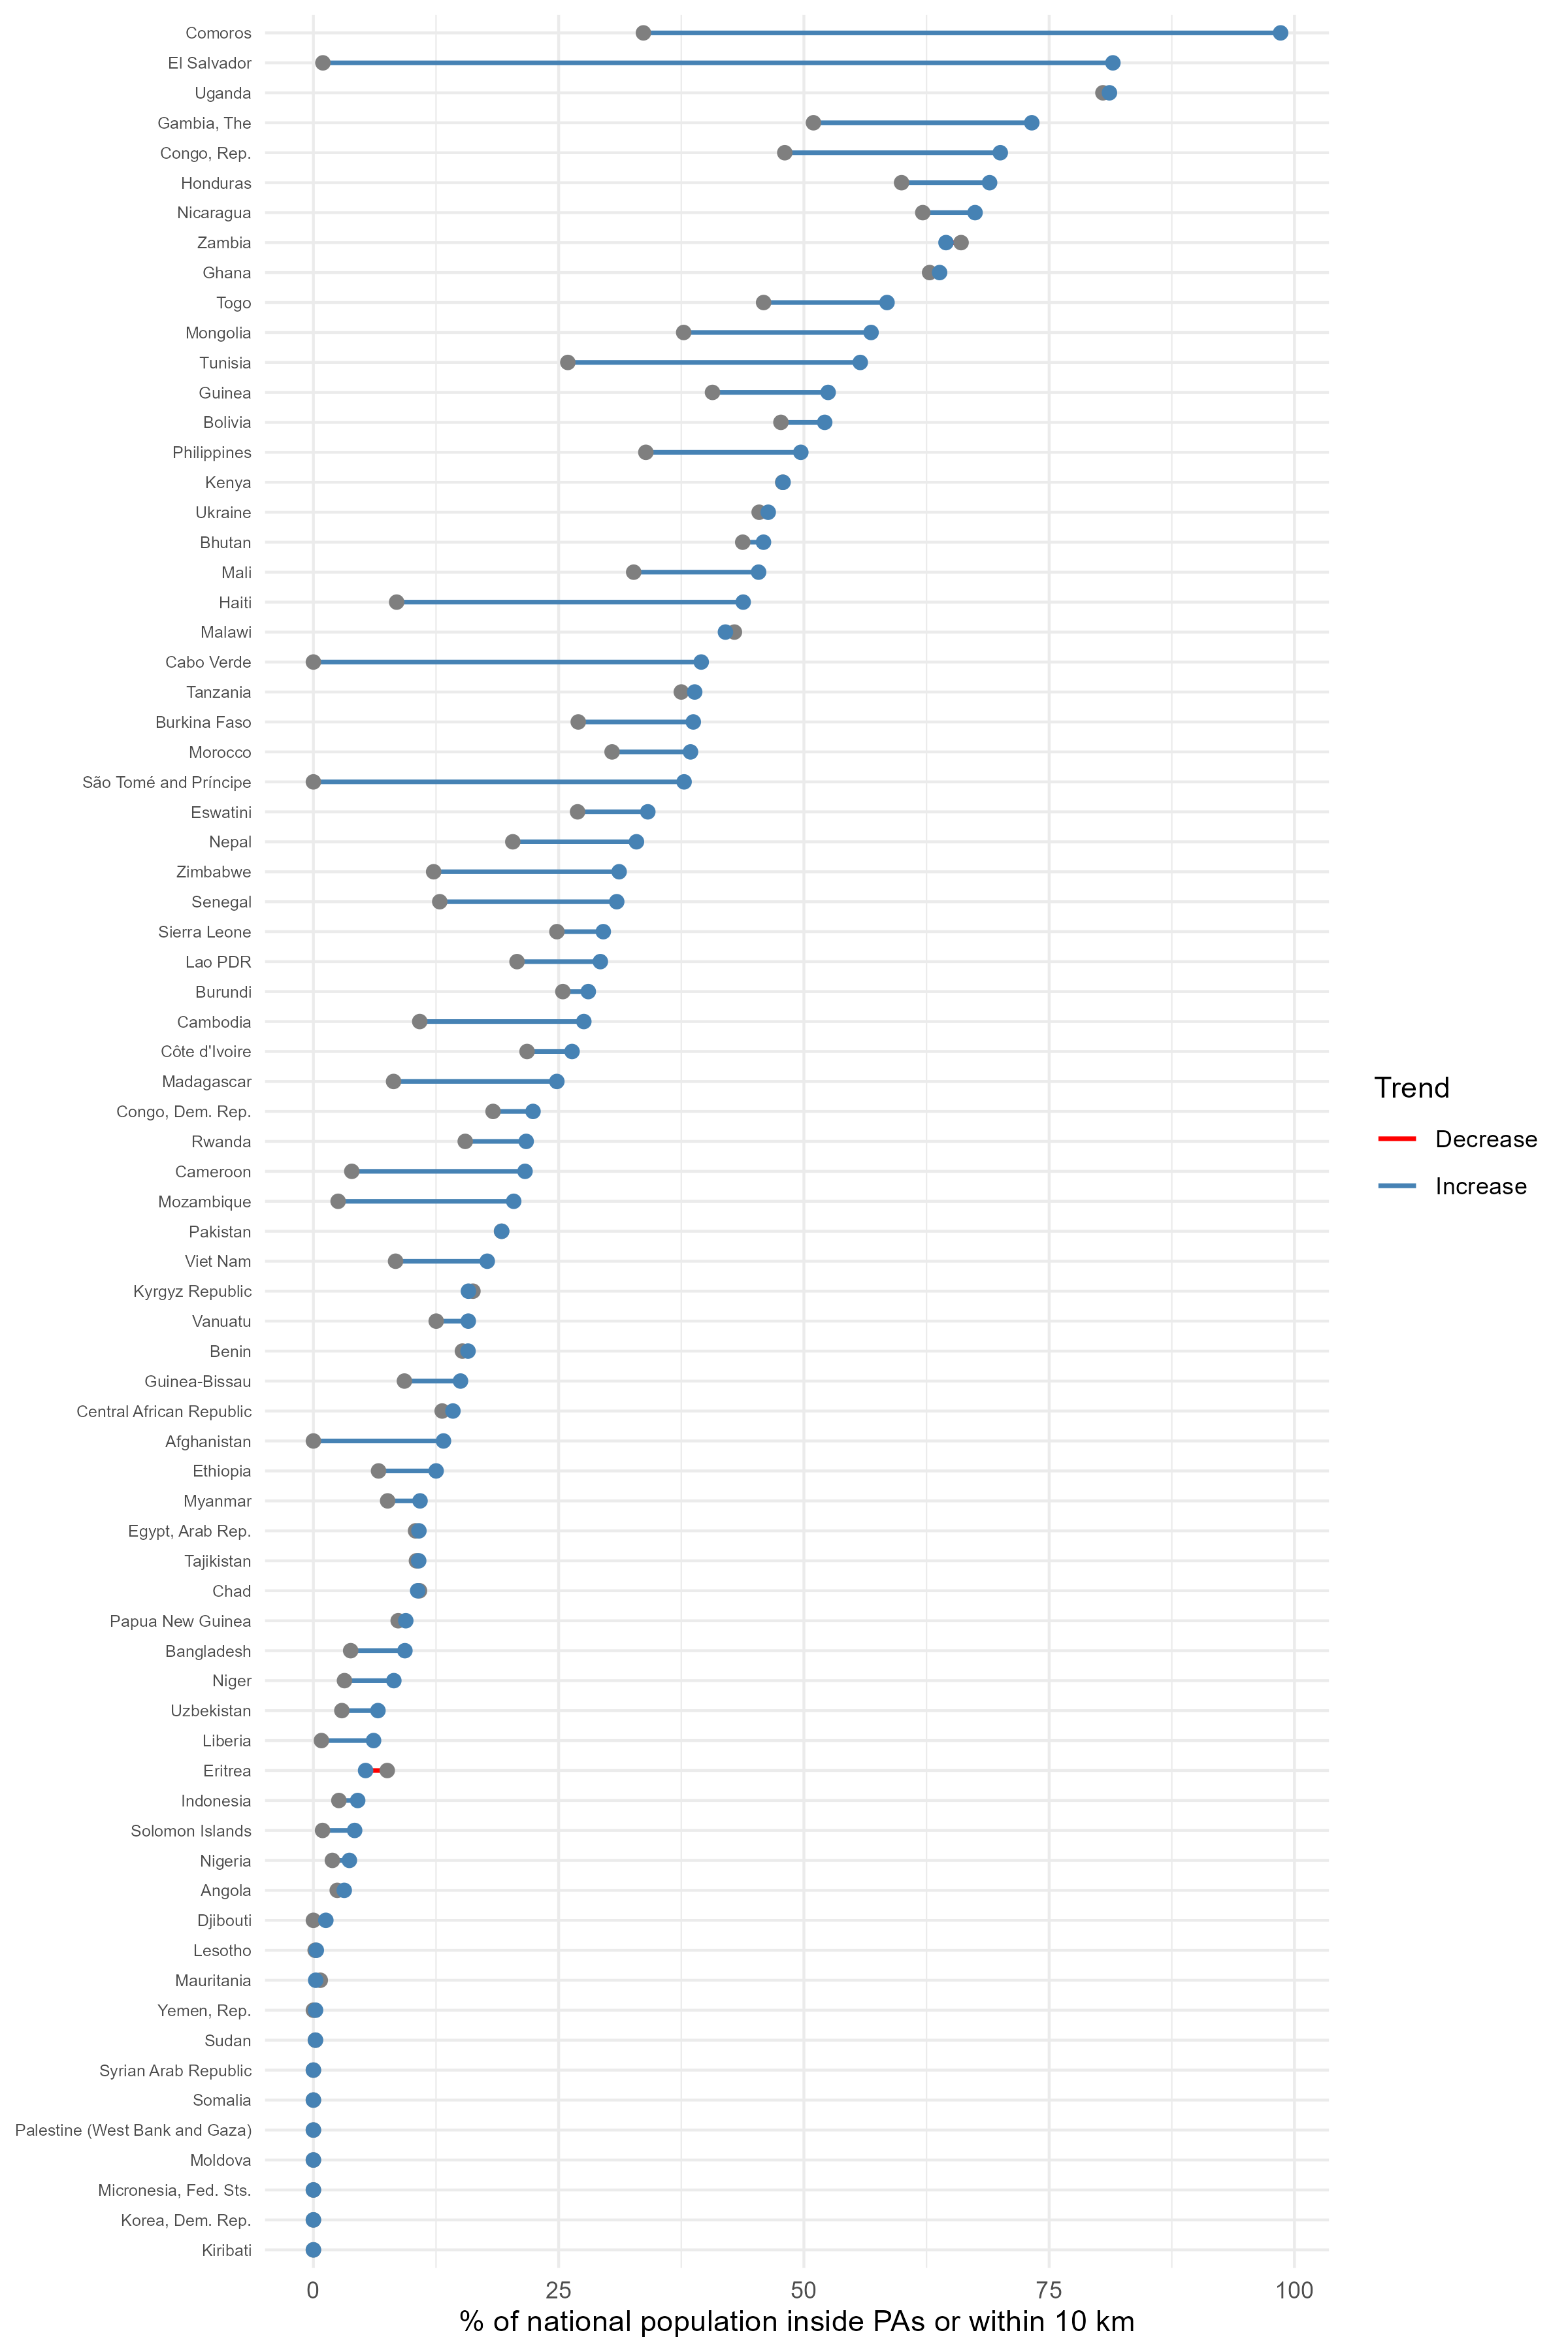 Comoros
El Salvador
Uganda
Gambia, The
Congo, Rep.
Honduras
Nicaragua
Zambia
Ghana
Togo
Mongolia
Tunisia
Guinea
Bolivia
Philippines
Kenya
Ukraine
Bhutan
Mali
Haiti
Malawi
Cabo Verde
Tanzania
Burkina Faso
Morocco
São Tomé and Príncipe
Eswatini
Nepal
Zimbabwe
Senegal
Sierra Leone
Lao PDR
Burundi
Cambodia
Côte d'Ivoire
Madagascar
Congo, Dem. Rep.
Rwanda
Cameroon
Mozambique
Pakistan
Viet Nam
Kyrgyz Republic
Vanuatu
Benin
Guinea-Bissau
Central African Republic
Afghanistan
Ethiopia
Myanmar
Egypt, Arab Rep.
Tajikistan
Chad
Papua New Guinea
Bangladesh
Niger
Uzbekistan
Liberia
Eritrea
Indonesia
Solomon Islands
Nigeria
Angola
Djibouti
Lesotho
Mauritania
Yemen, Rep.
Sudan
Syrian Arab Republic
Somalia
Palestine (West Bank and Gaza)
Moldova
Micronesia, Fed. Sts.
Korea, Dem. Rep.
Kiribati
0 25 50 75 100
% of national population inside PAs or within 10 km
Trend
Decrease
Increase